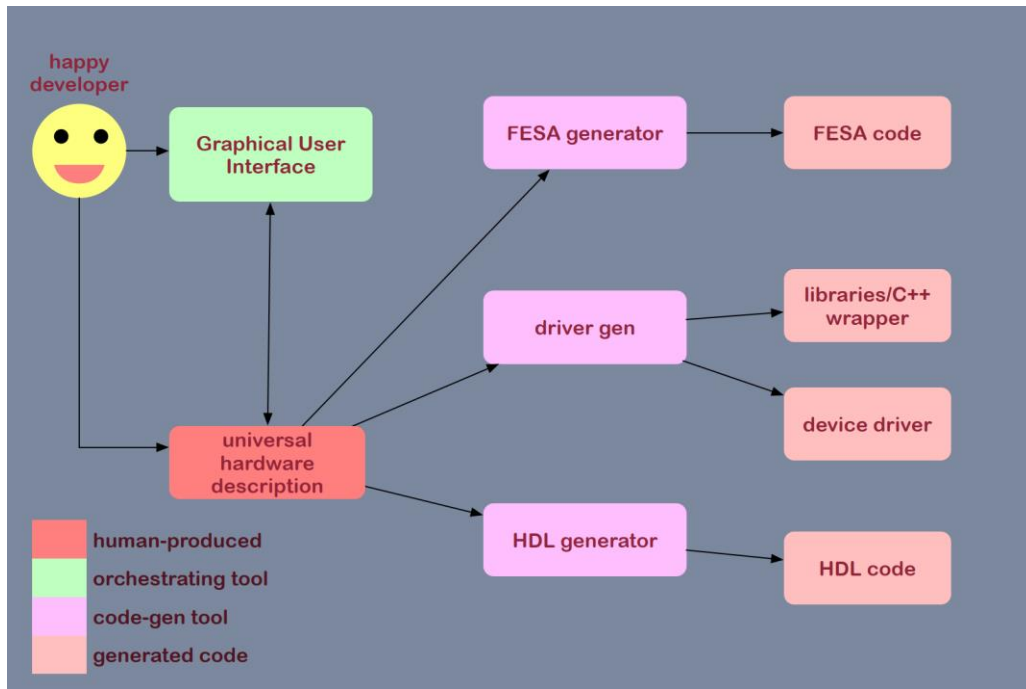 happy
developer
Graphical User
Interface
FESA generator
FESA code
driver gen
libraries/C++
wrapper
device driver
universal
hardware
description
HDL generator
HDL code
human-produced
orchestrating tool
code-gen tool
generated code